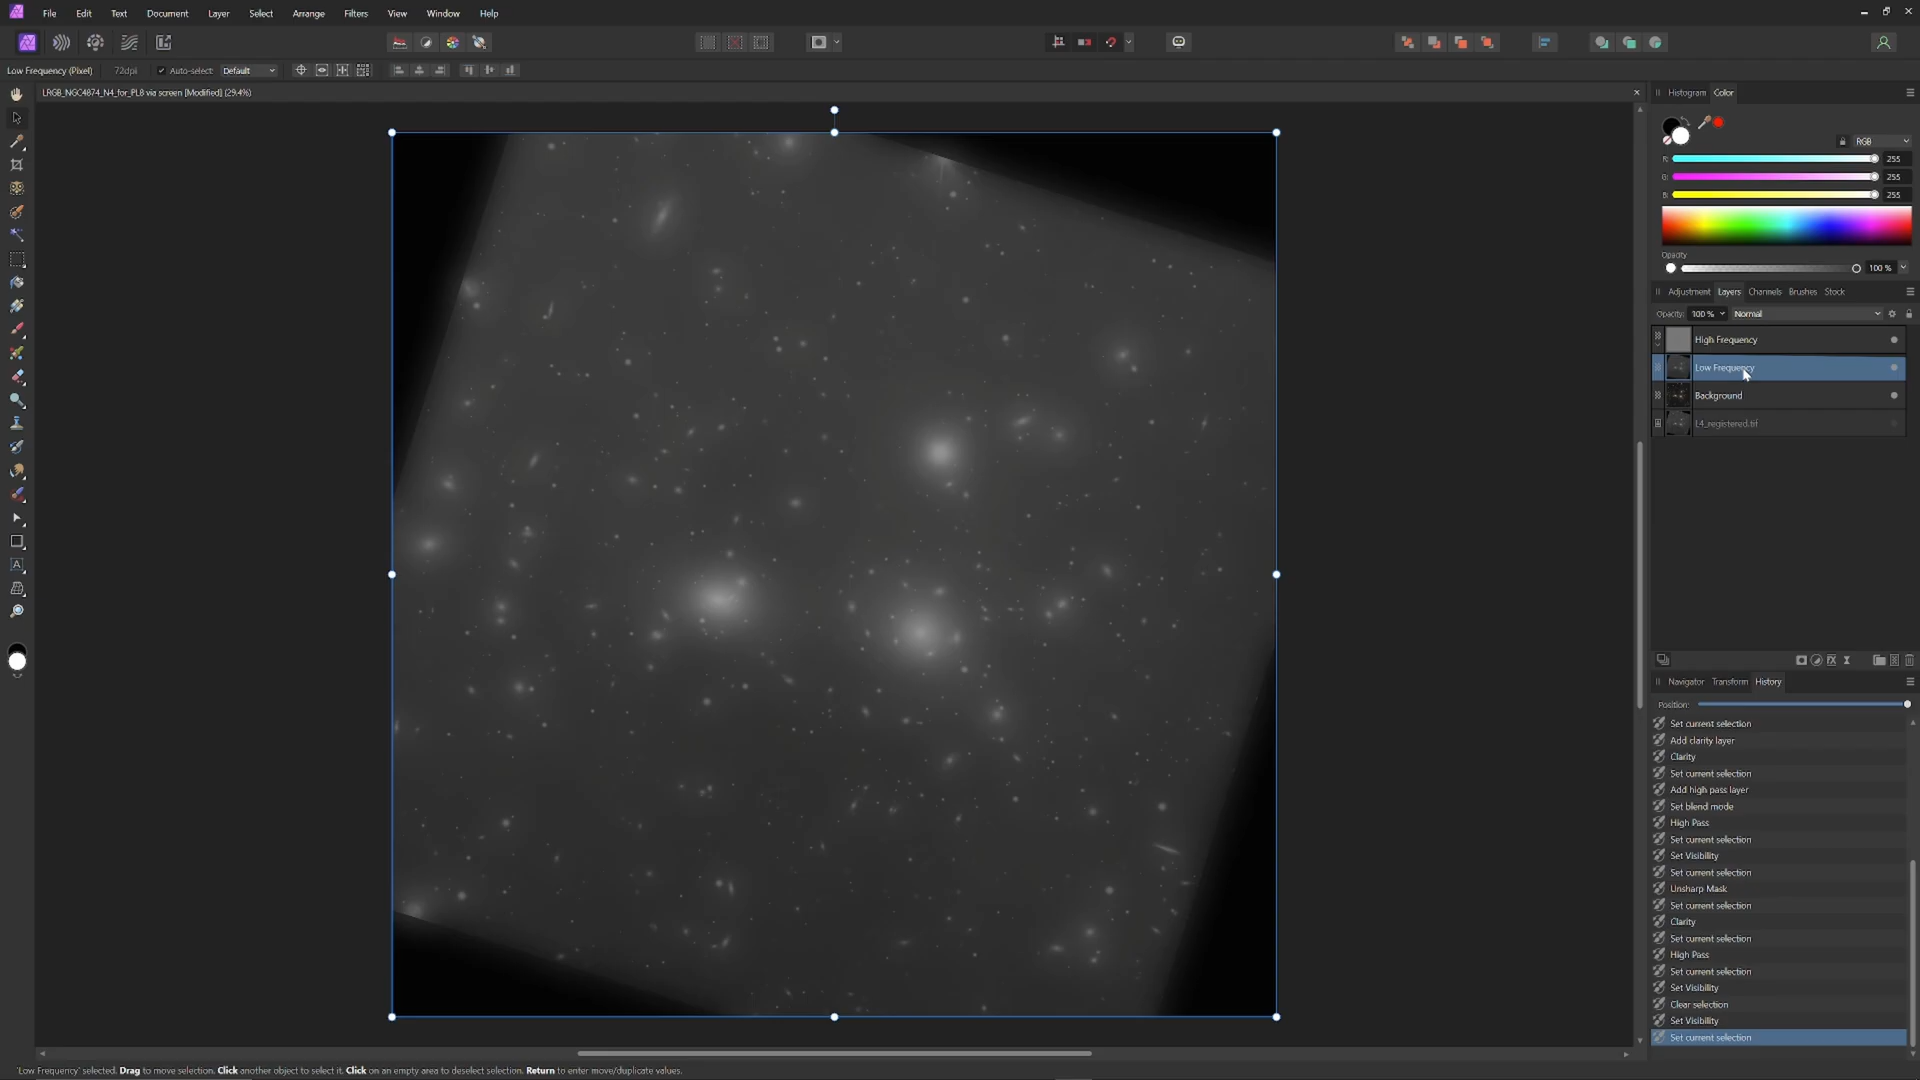 File Edit Text Document Layer Select Arrange Filters View Window Help
Low Frequency (Pixel) 72dpi Auto-select: Default
LRGB_NGC4874_N4_for_PL8 via screen [Modified] (29.4%)
Histogram Color
RGB
R: 255
G: 255
B: 255
Opacity
100 %
Adjustment Layers Channels Brushes Stock
Opacity: 100 % Normal
High Frequency
Low Frequency
Background
L4_registered.tif
Navigator Transform History
Position:
Set current selection
Add clarity layer
Clarity
Set current selection
Add high pass layer
Set blend mode
High Pass
Set current selection
Set Visibility
Set current selection
Unsharp Mask
Set current selection
Clarity
Set current selection
High Pass
Set current selection
Set Visibility
Clear selection
Set Visibility
Set current selection
'Low Frequency' selected. Drag to move selection. Click another object to select it. Click on an empty area to deselect selection. Return to enter move/duplicate values.